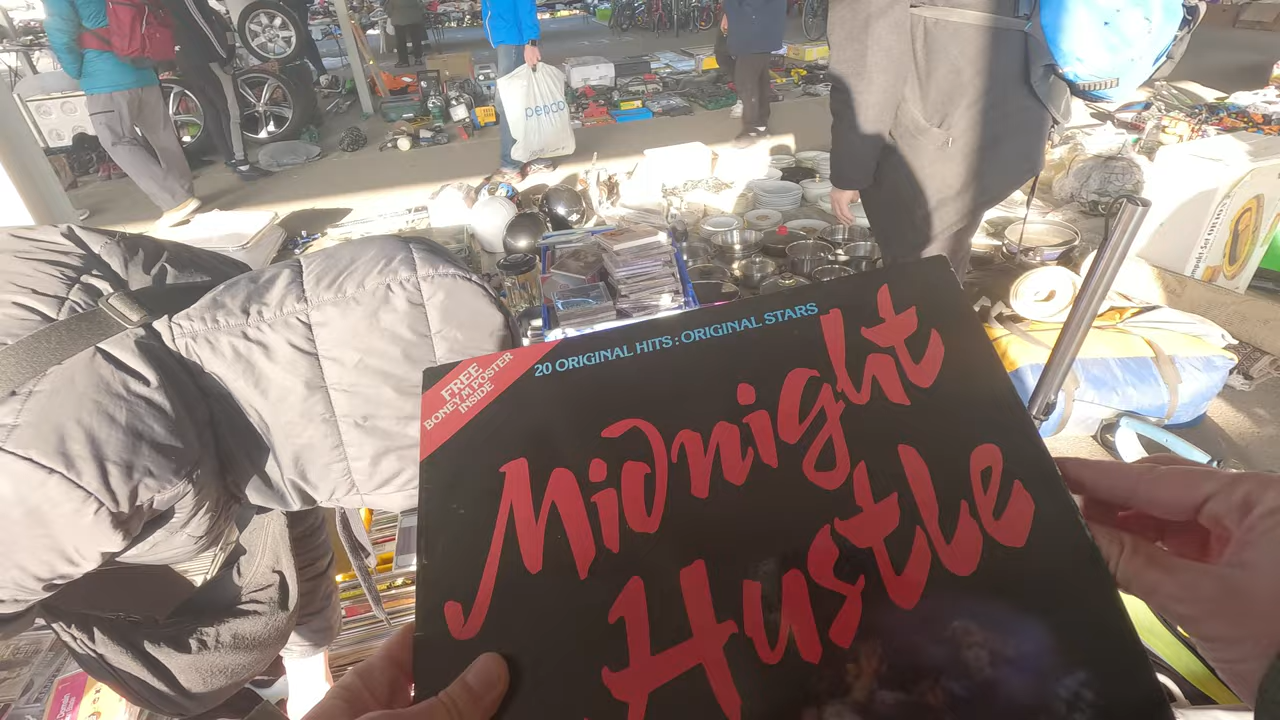 pepco
20 ORIGINAL HITS : ORIGINAL STARS
FREE
BONEY M POSTER
INSIDE
Midnight
Hustle